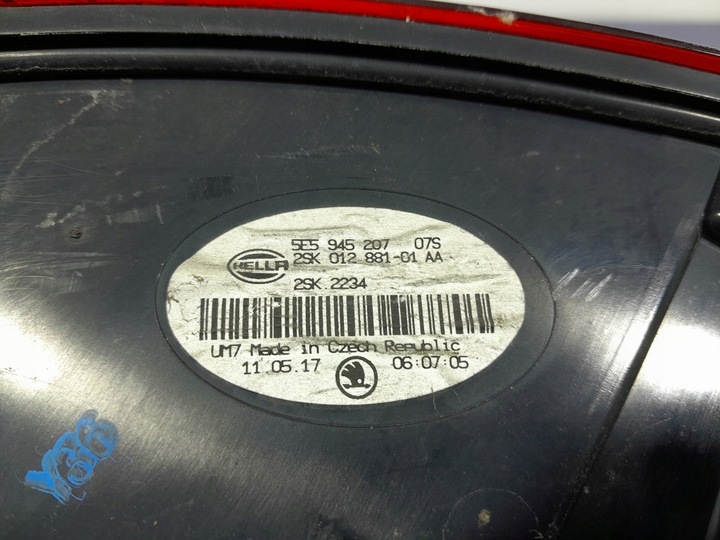 5E5 945 207 07S
HELLA
2SK 012 881-01 AA
2SK.2234
UM7 Made in Czech Republic
11.05.17 06:07:05